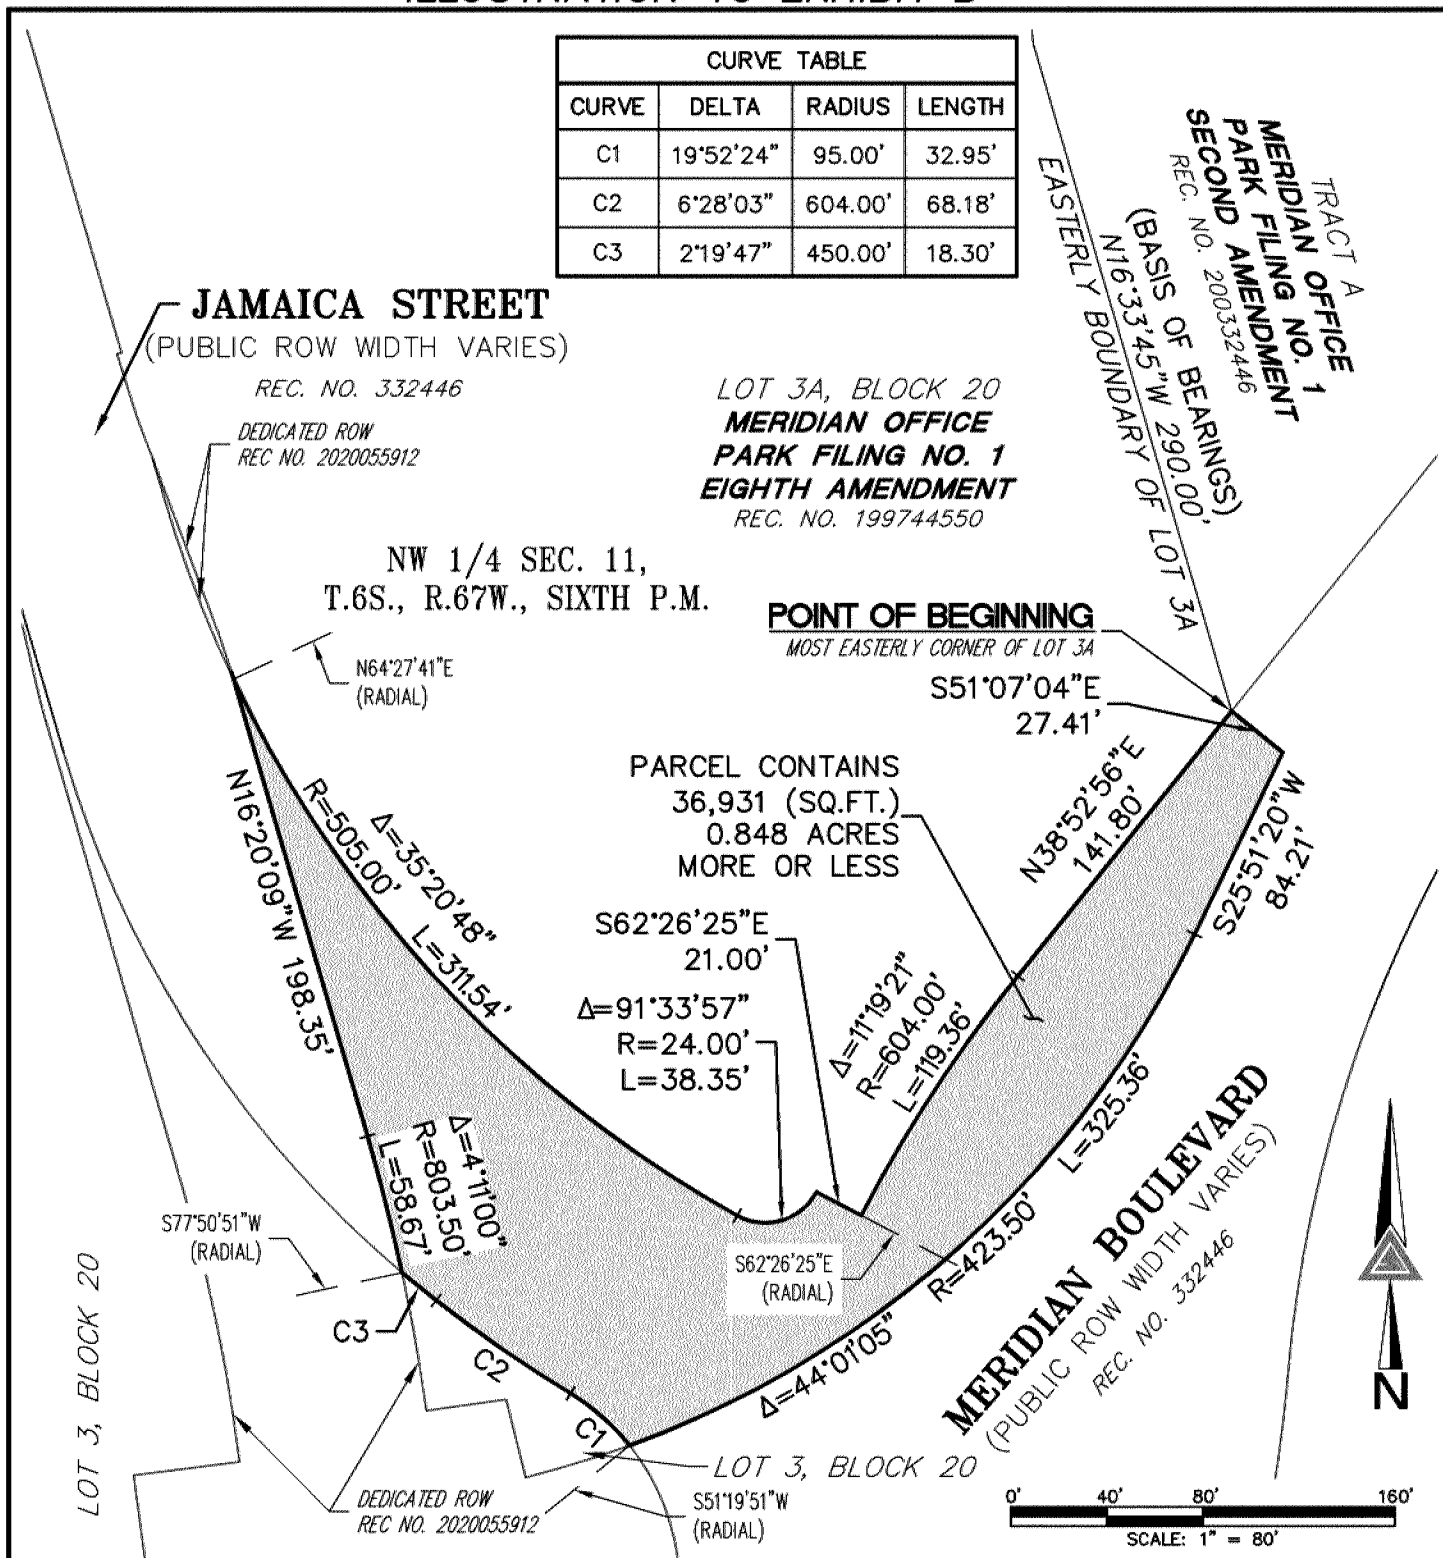 ILLUSTRATION TO EXHIBIT B
CURVE TABLE
CURVE DELTA RADIUS LENGTH
C1 19°52'24" 95.00' 32.95'
C2 6°28'03" 604.00' 68.18'
C3 2°19'47" 450.00' 18.30'
TRACT A
MERIDIAN OFFICE
PARK FILING NO. 1
SECOND AMENDMENT
REC. NO. 200332446
(BASIS OF BEARINGS)
N16°33'45"W 290.00'
EASTERLY BOUNDARY OF LOT 3A
JAMAICA STREET
(PUBLIC ROW WIDTH VARIES)
REC. NO. 332446
DEDICATED ROW
REC NO. 2020055912
LOT 3A, BLOCK 20
MERIDIAN OFFICE
PARK FILING NO. 1
EIGHTH AMENDMENT
REC. NO. 199744550
NW 1/4 SEC. 11,
T.6S., R.67W., SIXTH P.M.
POINT OF BEGINNING
MOST EASTERLY CORNER OF LOT 3A
N64°27'41"E
(RADIAL)
S51°07'04"E
27.41'
PARCEL CONTAINS
36,931 (SQ.FT.)
0.848 ACRES
MORE OR LESS
N38°52'56"E
141.80'
S25°51'20"W
84.21'
N16°20'09"W 198.35'
Δ=35°20'48"
R=505.00'
L=311.54'
S62°26'25"E
21.00'
Δ=91°33'57"
R=24.00'
L=38.35'
Δ=11°19'21"
R=604.00'
L=119.36'
L=325.36'
R=423.50'
Δ=44°01'05"
Δ=4°11'00"
R=803.50'
L=58.67'
S77°50'51"W
(RADIAL)
S62°26'25"E
(RADIAL)
MERIDIAN BOULEVARD
(PUBLIC ROW WIDTH VARIES)
REC. NO. 332446
C3
C2
C1
LOT 3, BLOCK 20
LOT 3, BLOCK 20
DEDICATED ROW
REC NO. 2020055912
S51°19'51"W
(RADIAL)
N
0' 40' 80' 160'
SCALE: 1" = 80'